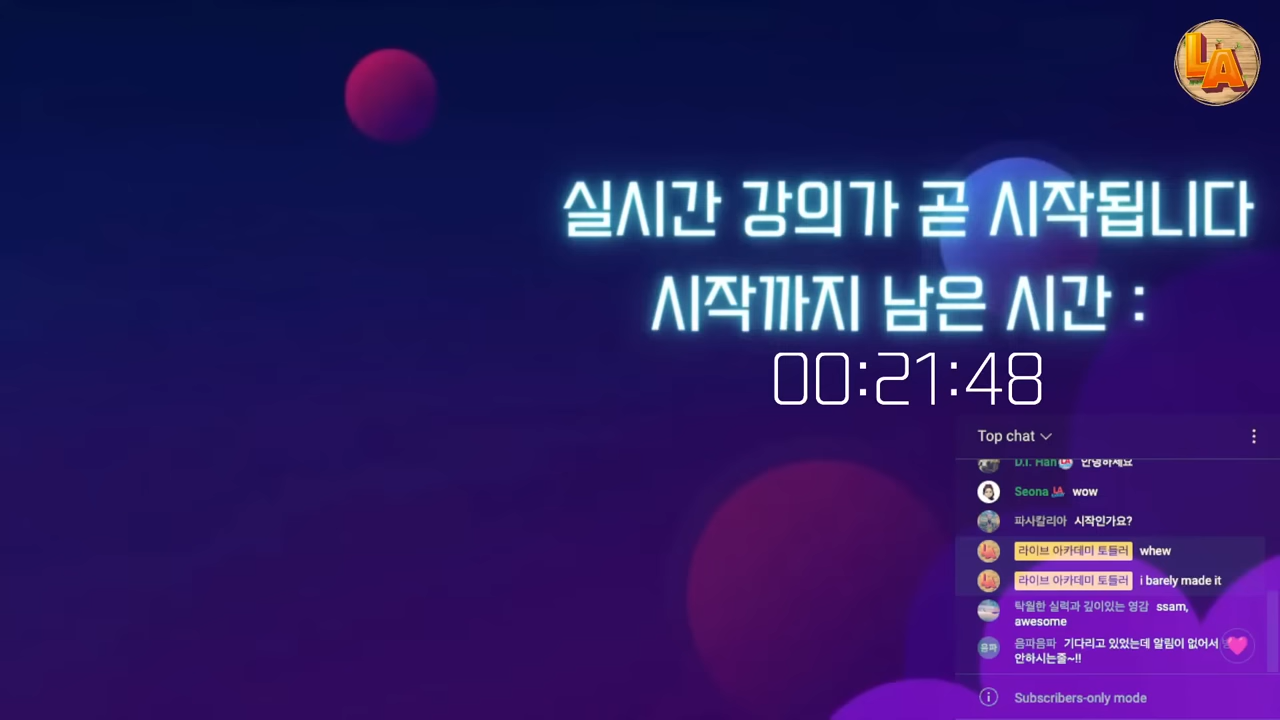 LA
실시간 강의가 곧 시작됩니다
시작까지 남은 시간 :
00:21:48
Top chat
D.T. Han 안녕하세요
Seona wow
파사칼리아 시작인가요?
라이브 아카데미 토들러 whew
라이브 아카데미 토들러 i barely made it
탁월한 실력과 깊이있는 영감 ssam,
awesome
음파
음파음파 기다리고 있었는데 알림이 없어서
안하시는줄~!!
Subscribers-only mode